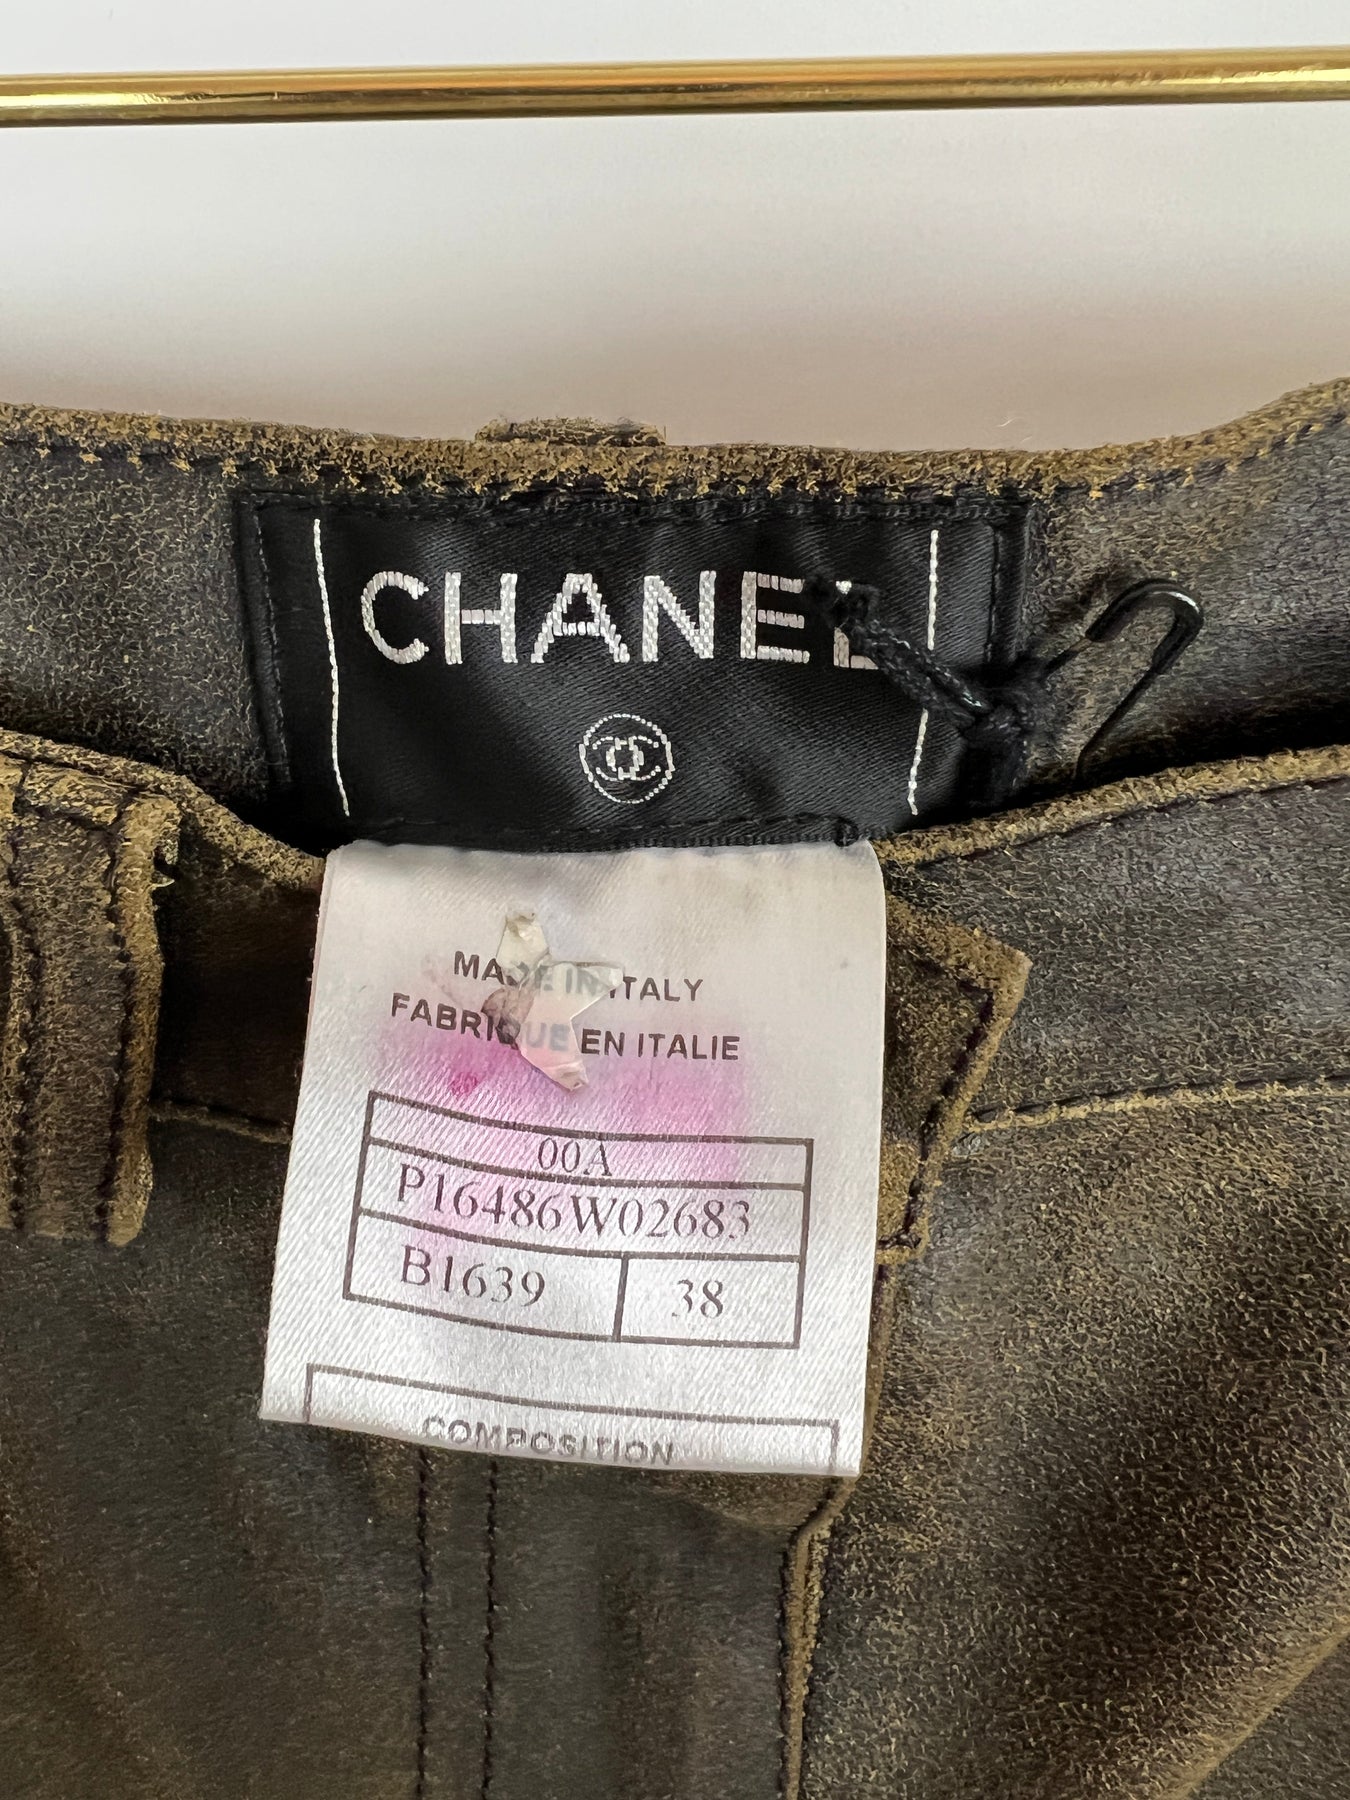 CHANEL
MADE IN ITALY
FABRIQUE EN ITALIE
00A
P16486W02683
B1639 38
COMPOSITION